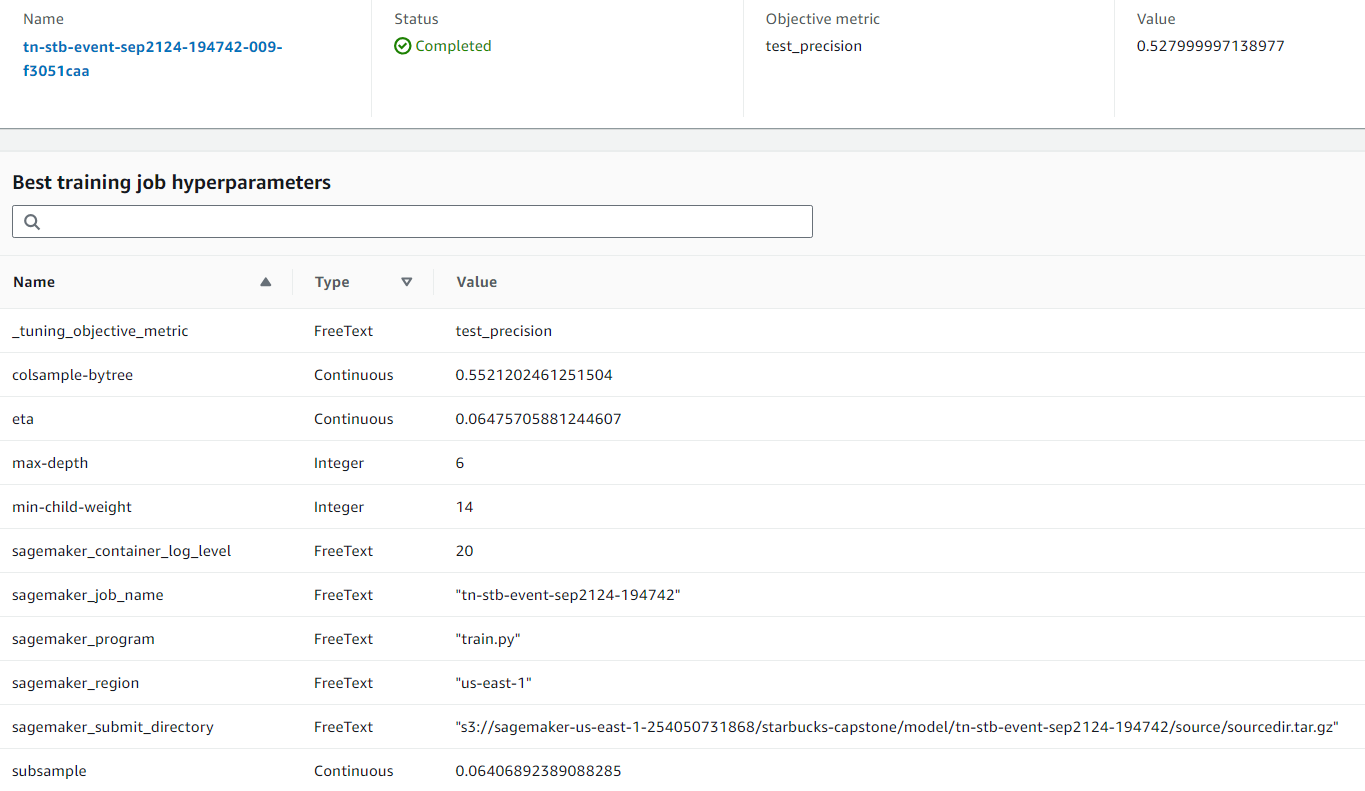 Name Status Objective metric Value
tn-stb-event-sep2124-194742-009- Completed test_precision 0.527999997138977
f3051caa
Best training job hyperparameters
Name Type Value
_tuning_objective_metric FreeText test_precision
colsample-bytree Continuous 0.5521202461251504
eta Continuous 0.06475705881244607
max-depth Integer 6
min-child-weight Integer 14
sagemaker_container_log_level FreeText 20
sagemaker_job_name FreeText "tn-stb-event-sep2124-194742"
sagemaker_program FreeText "train.py"
sagemaker_region FreeText "us-east-1"
sagemaker_submit_directory FreeText "s3://sagemaker-us-east-1-254050731868/starbucks-capstone/model/tn-stb-event-sep2124-194742/source/sourcedir.tar.gz"
subsample Continuous 0.06406892389088285